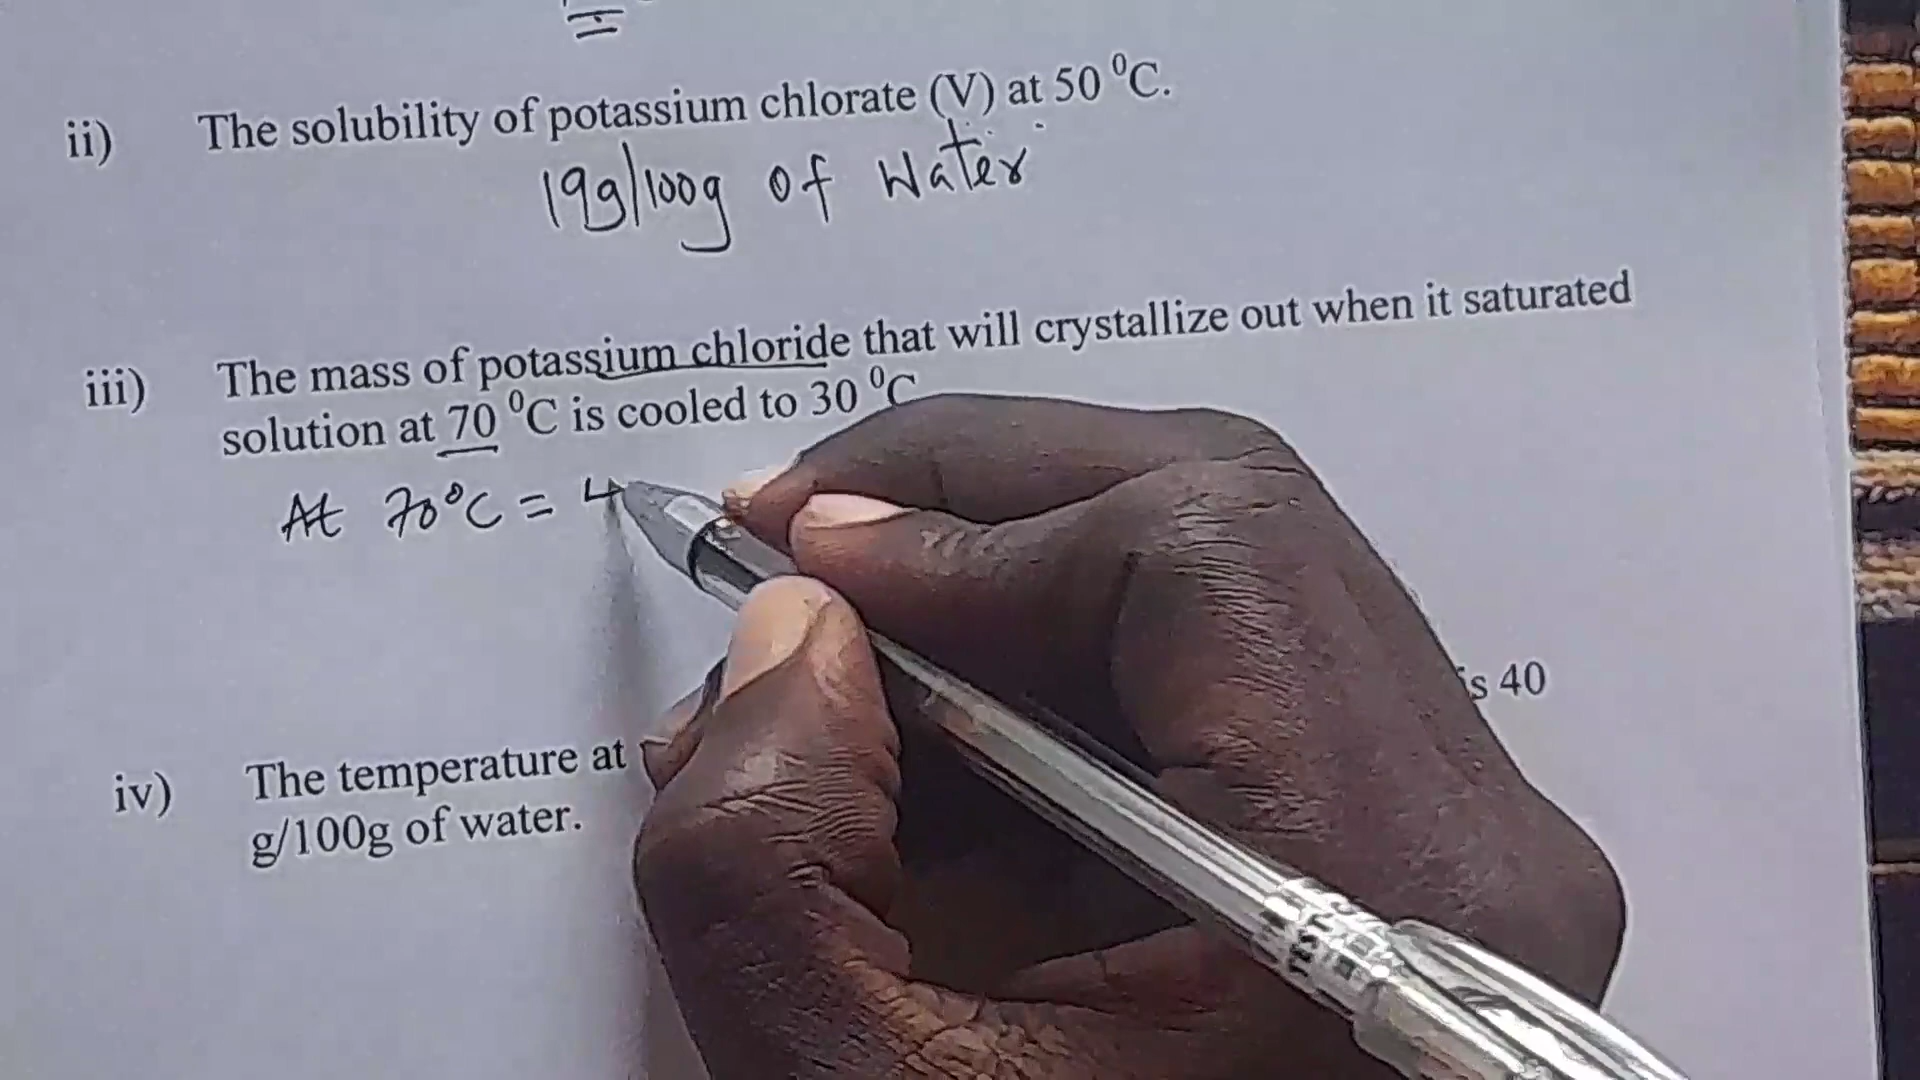 ii) The solubility of potassium chlorate (V) at 50 ⁰C.
19g/100g of Water
iii) The mass of potassium chloride that will crystallize out when it saturated
solution at 70 ⁰C is cooled to 30 ⁰C
At 70°C = 4
iv) The temperature at is 40
g/100g of water.